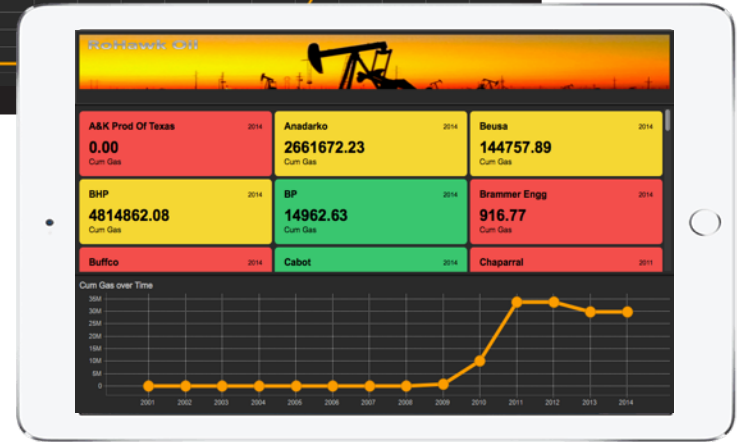 RoHawk Oil
A&K Prod Of Texas 2014
0.00
Cum Gas
Anadarko 2014
2661672.23
Cum Gas
Beusa 2014
144757.89
Cum Gas
BHP 2014
4814862.08
Cum Gas
BP 2014
14962.63
Cum Gas
Brammer Engg 2014
916.77
Cum Gas
Buffco 2014
Cabot 2014
Chaparral 2011
Cum Gas over Time
35M
30M
25M
20M
15M
10M
5M
0
2001 2002 2003 2004 2005 2006 2007 2008 2009 2010 2011 2012 2013 2014